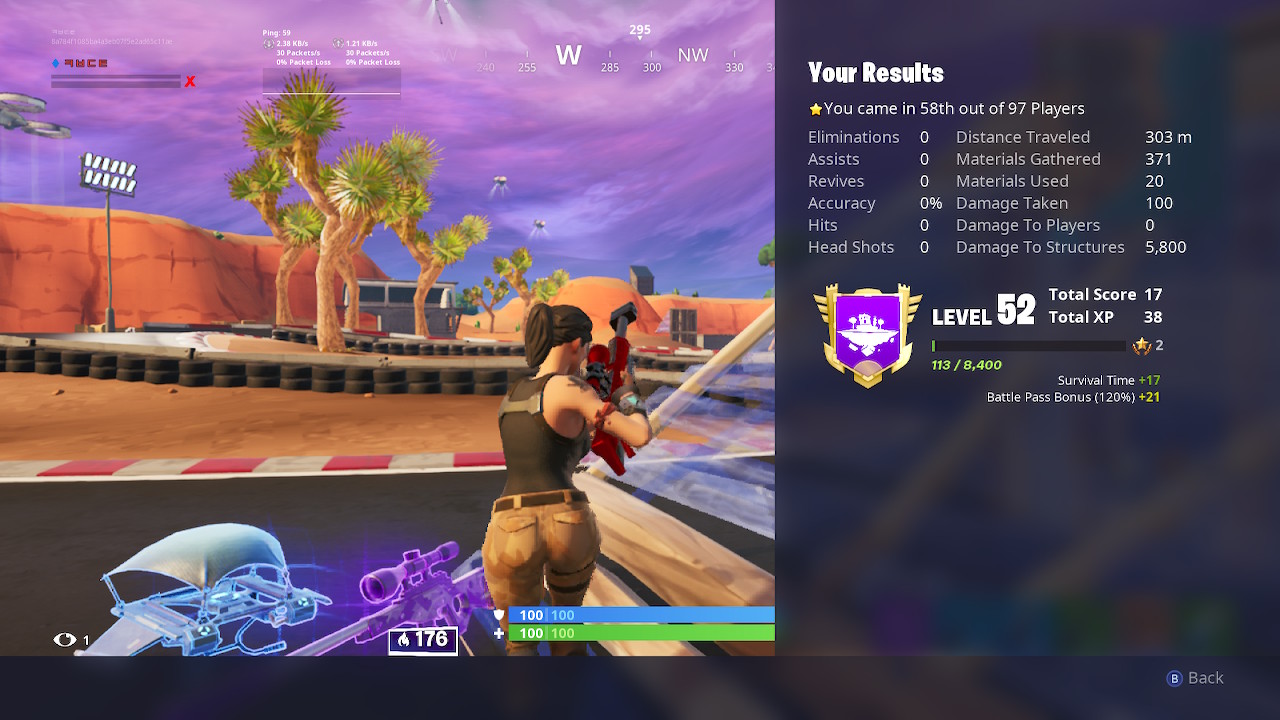 Ping: 59
2.38 KB/s 1.21 KB/s
30 Packets/s 30 Packets/s
0% Packet Loss 0% Packet Loss
295
W NW
240 255 285 300 330
X
1
176
100 100
100 100
Your Results
You came in 58th out of 97 Players
Eliminations 0 Distance Traveled 303 m
Assists 0 Materials Gathered 371
Revives 0 Materials Used 20
Accuracy 0% Damage Taken 100
Hits 0 Damage To Players 0
Head Shots 0 Damage To Structures 5,800
LEVEL 52
Total Score 17
Total XP 38
2
113 / 8,400
Survival Time +17
Battle Pass Bonus (120%) +21
B Back